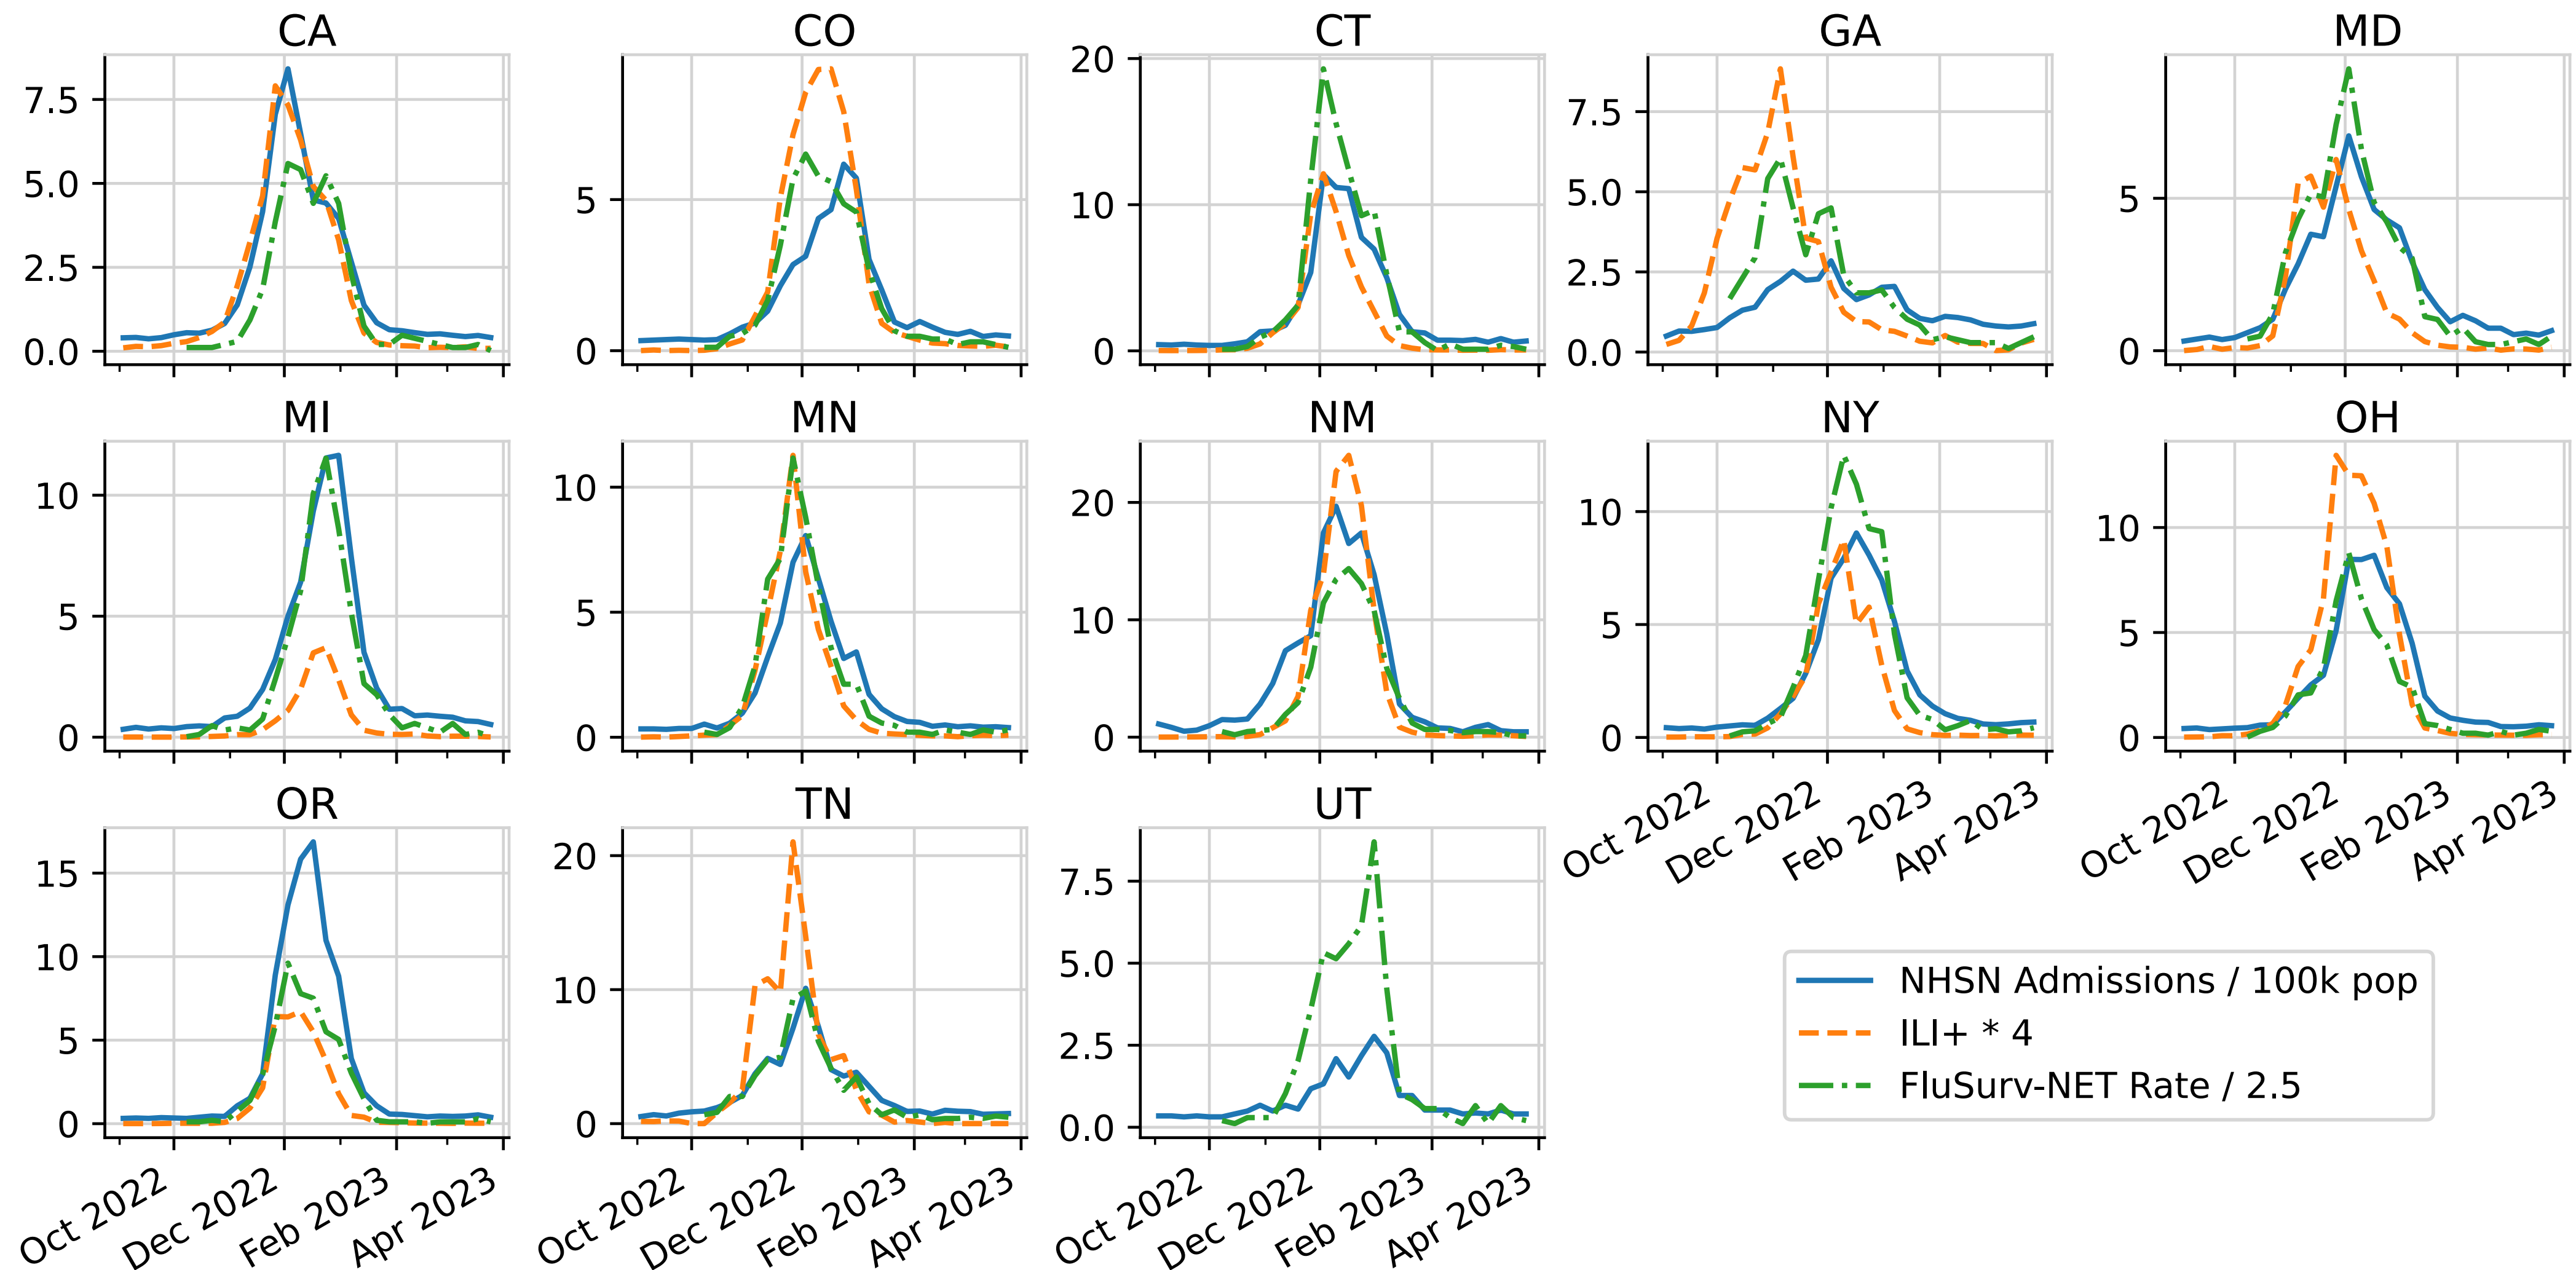 CA
CO
CT
GA
MD
7.5
5.0
2.5
0.0
5
0
20
10
0
7.5
5.0
2.5
0.0
5
0
MI
MN
NM
NY
OH
10
5
0
10
5
0
20
10
0
10
5
0
10
5
0
Oct 2022
Dec 2022
Feb 2023
Apr 2023
Oct 2022
Dec 2022
Feb 2023
Apr 2023
OR
TN
UT
15
10
5
0
20
10
0
7.5
5.0
2.5
0.0
Oct 2022
Dec 2022
Feb 2023
Apr 2023
Oct 2022
Dec 2022
Feb 2023
Apr 2023
Oct 2022
Dec 2022
Feb 2023
Apr 2023
NHSN Admissions / 100k pop
ILI+ * 4
FluSurv-NET Rate / 2.5